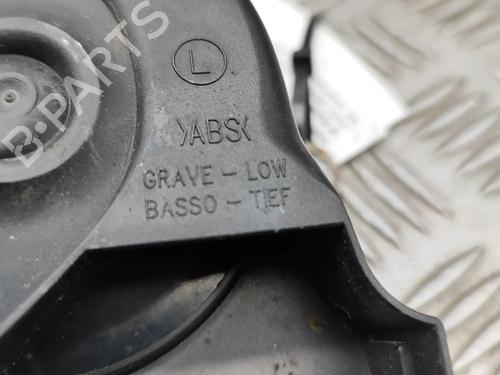 L
>ABS<
GRAVE - LOW
BASSO - TIEF
B-PARTS